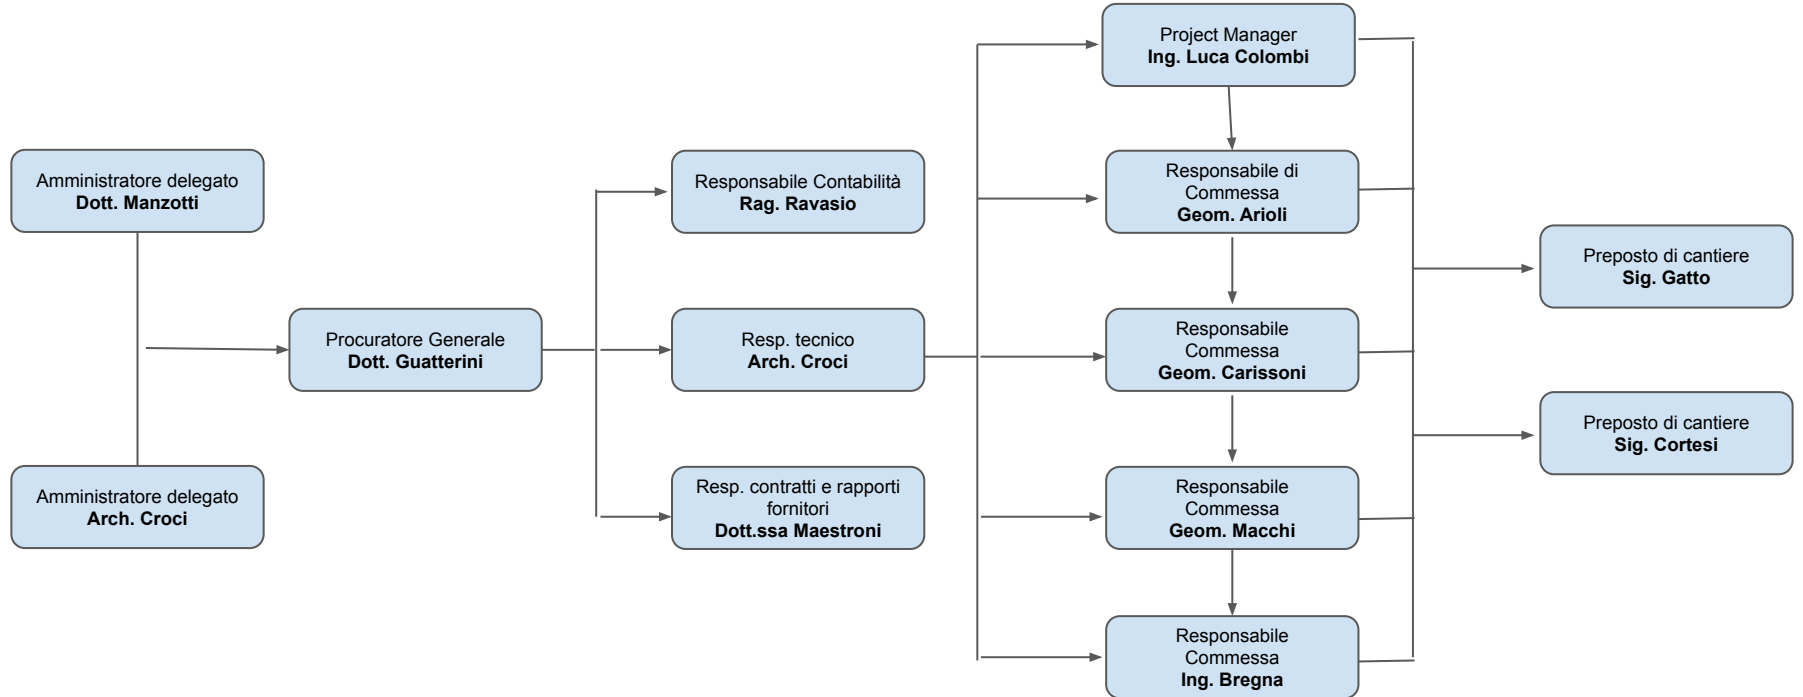 Amministratore delegato
Dott. Manzotti
Amministratore delegato
Arch. Croci
Procuratore Generale
Dott. Guatterini
Responsabile Contabilità
Rag. Ravasio
Resp. tecnico
Arch. Croci
Resp. contratti e rapporti
fornitori
Dott.ssa Maestroni
Project Manager
Ing. Luca Colombi
Responsabile di
Commessa
Geom. Arioli
Responsabile
Commessa
Geom. Carissoni
Responsabile
Commessa
Geom. Macchi
Responsabile
Commessa
Ing. Bregna
Preposto di cantiere
Sig. Gatto
Preposto di cantiere
Sig. Cortesi